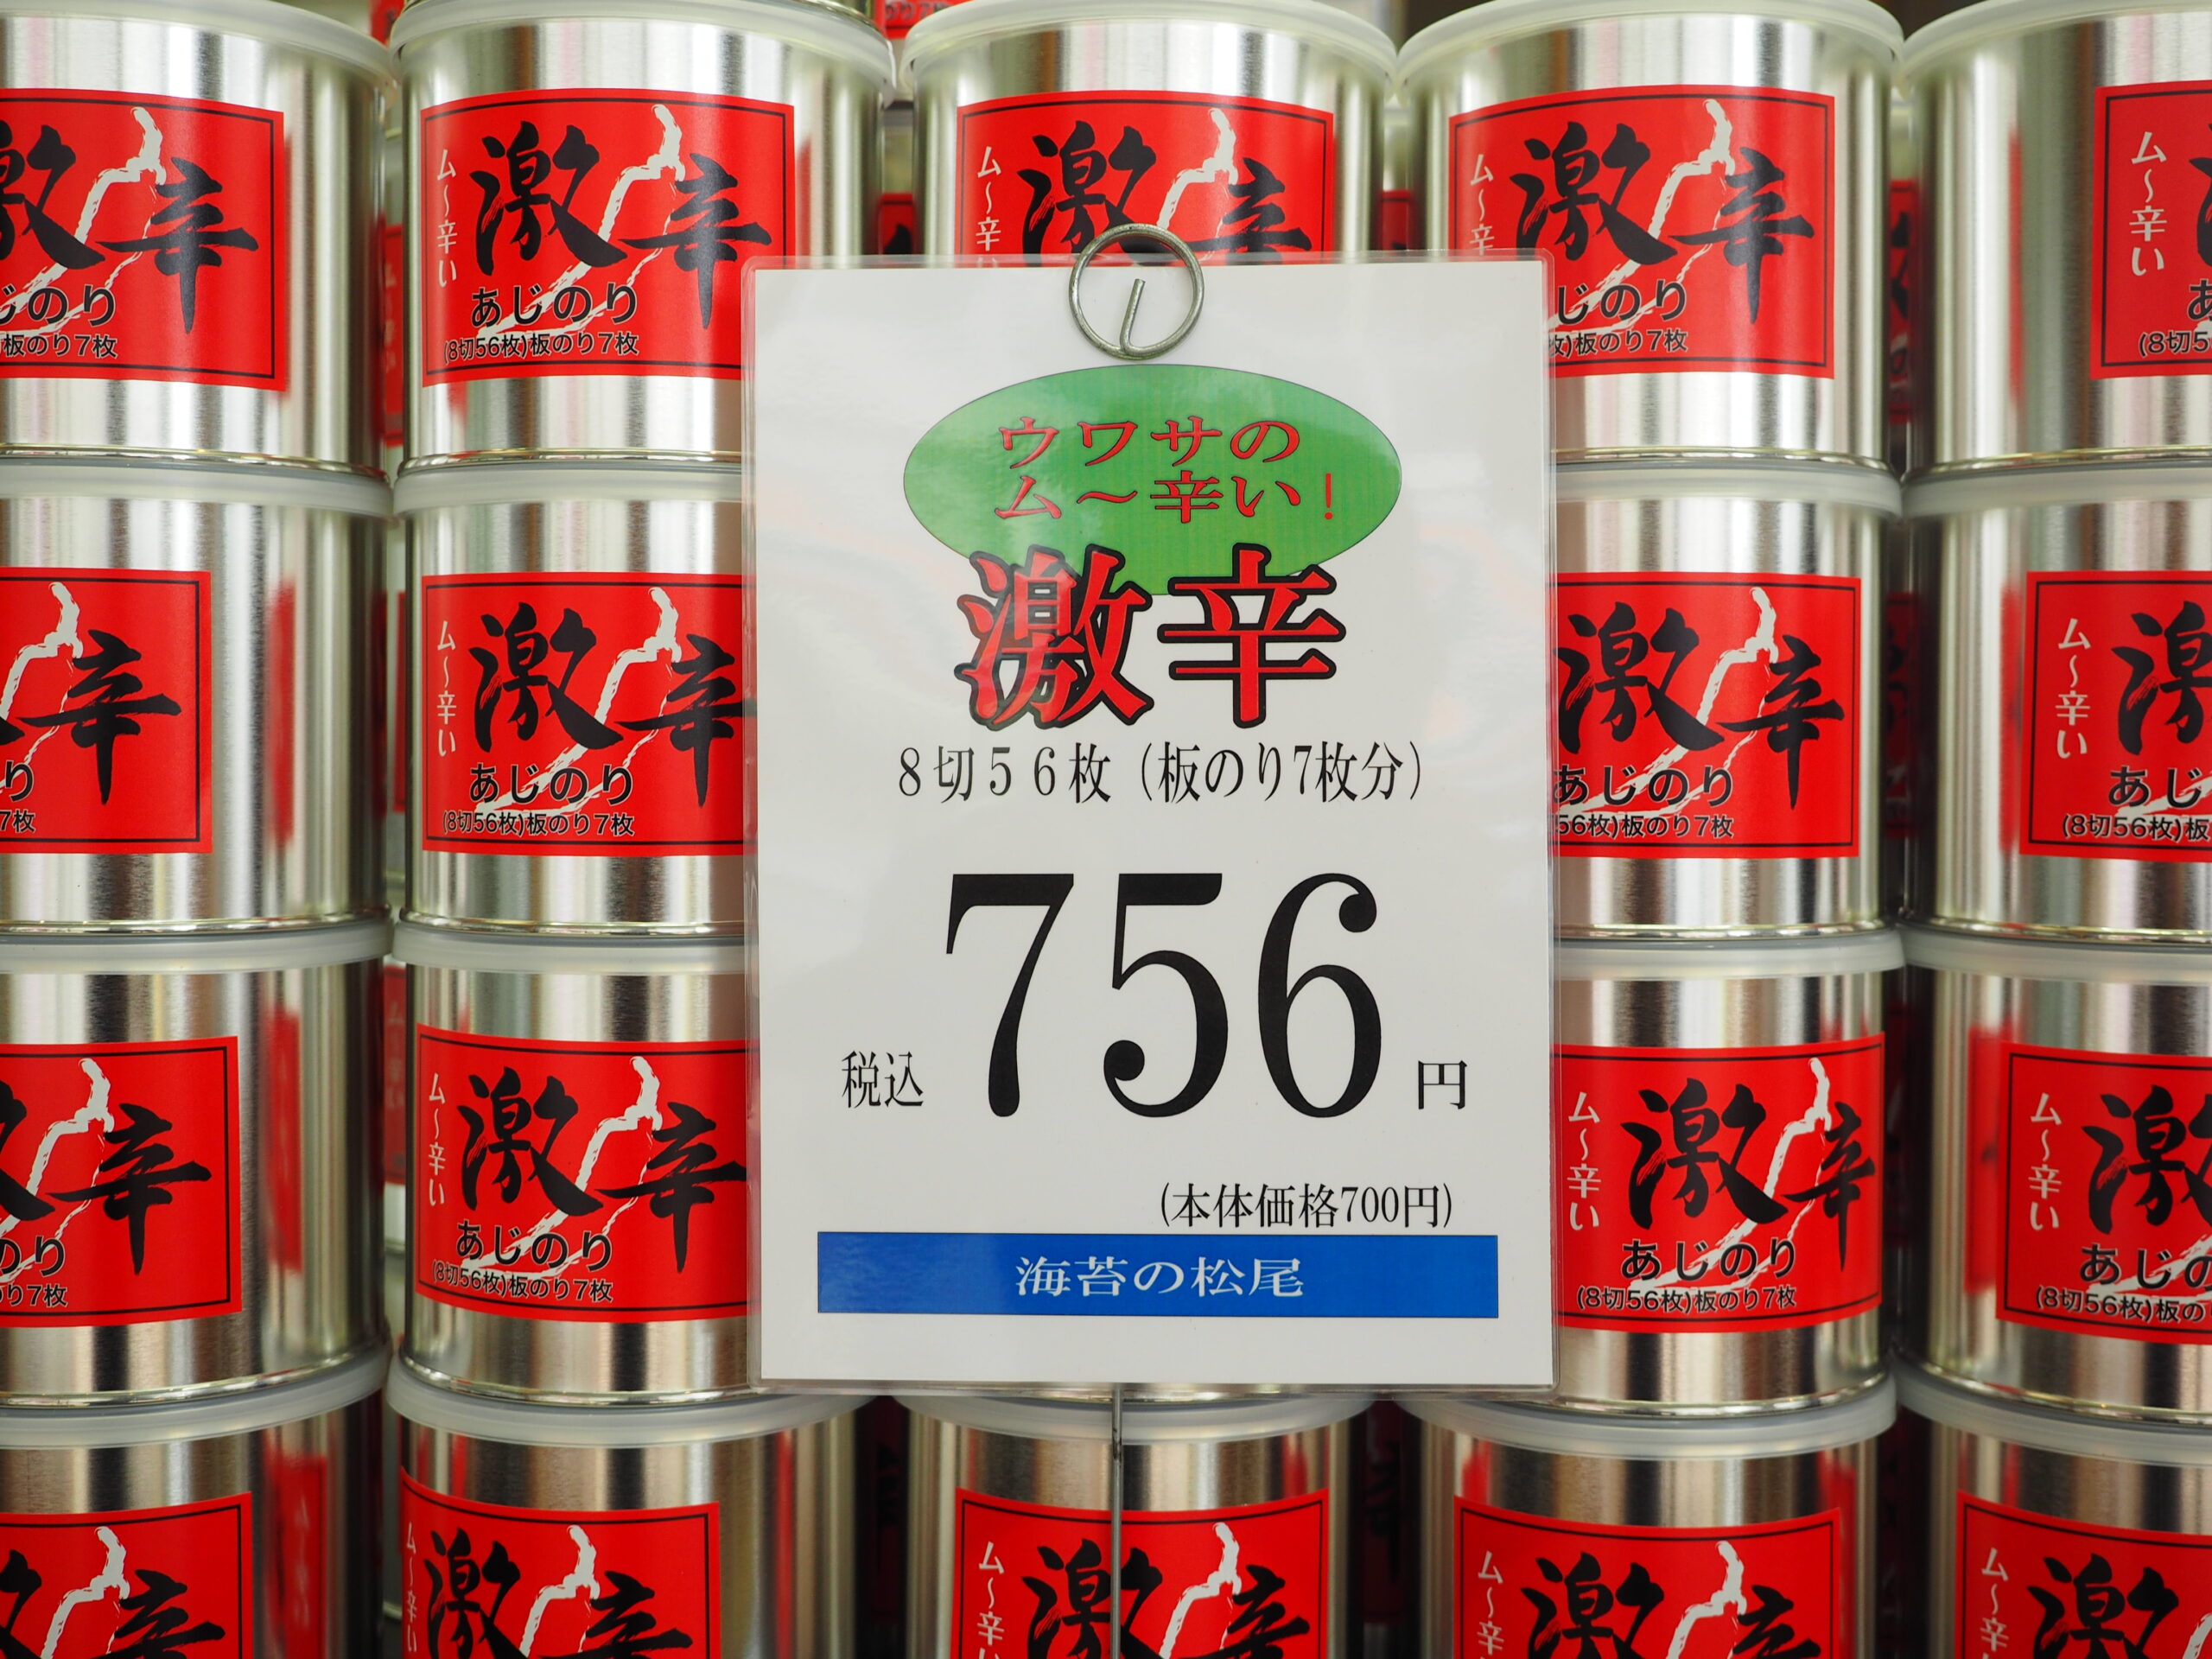 ウワサの
ム～辛い！
激辛
８切５６枚（板のり7枚分）
税込 756 円
(本体価格700円)
海苔の松尾
激辛
ム～辛い
あじのり
(8切56枚)板のり7枚